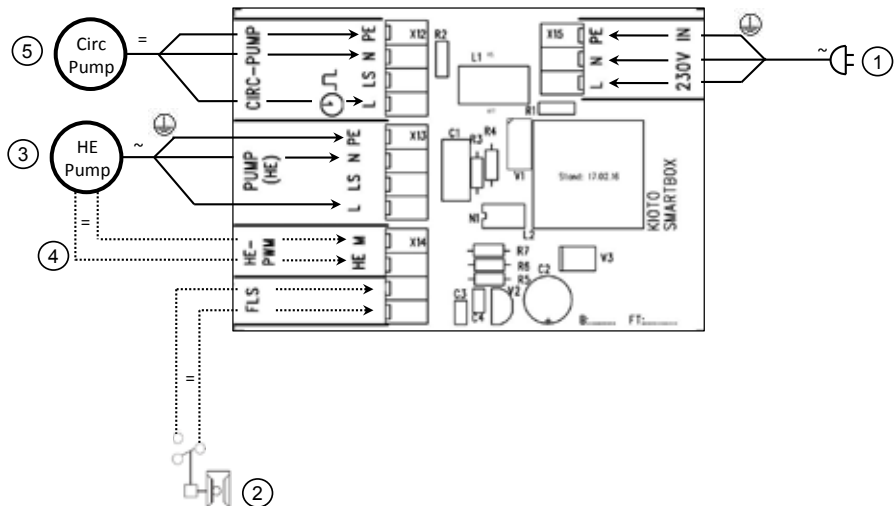 5
Circ
Pump
=
CIRC-PUMP
PE
N
LS
L
X12
R2
L1
X15
PE
N
L
230V IN
~
1
R1
3
HE
Pump
~
PUMP
(HE)
PE
N
LS
L
X13
C1
R3
R4
V1
Stand: 17.02.16
KIOTO
SMARTBOX
N1
L2
4
=
HE-
PWM
M
HE
X14
R7
R6
R5
V3
C2
V2
C3
C4
FLS
B:
FT:
=
2